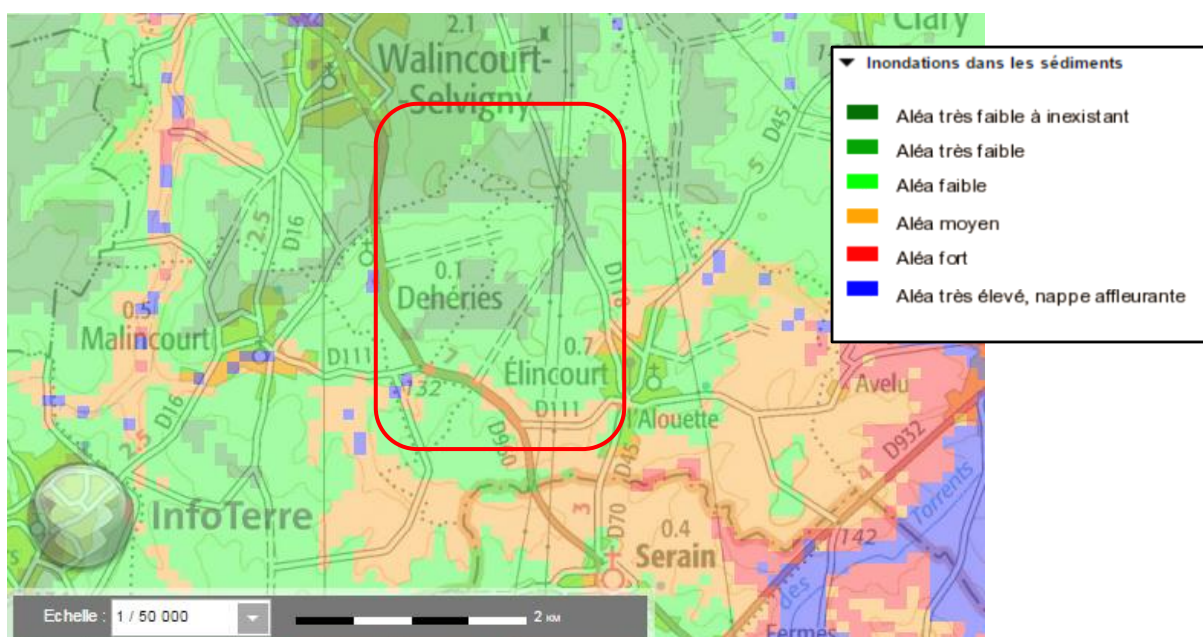 Clary
2.1
Walincourt-
-Selvigny
▼ Inondations dans les sédiments
Aléa très faible à inexistant
Aléa très faible
Aléa faible
Aléa moyen
Aléa fort
Aléa très élevé, nappe affleurante
D45
5
2.5
D16
0.1
Dehéries
0.5
Malincourt
D111
7
0.7
Élincourt
132
D16
2.5
D111
D960
l'Alouette
Avelu
D932
4
D45
InfoTerre
3
D70
0.4
Serain
142
Torrents
des
Fermes
Echelle : 1 / 50 000
2 KM